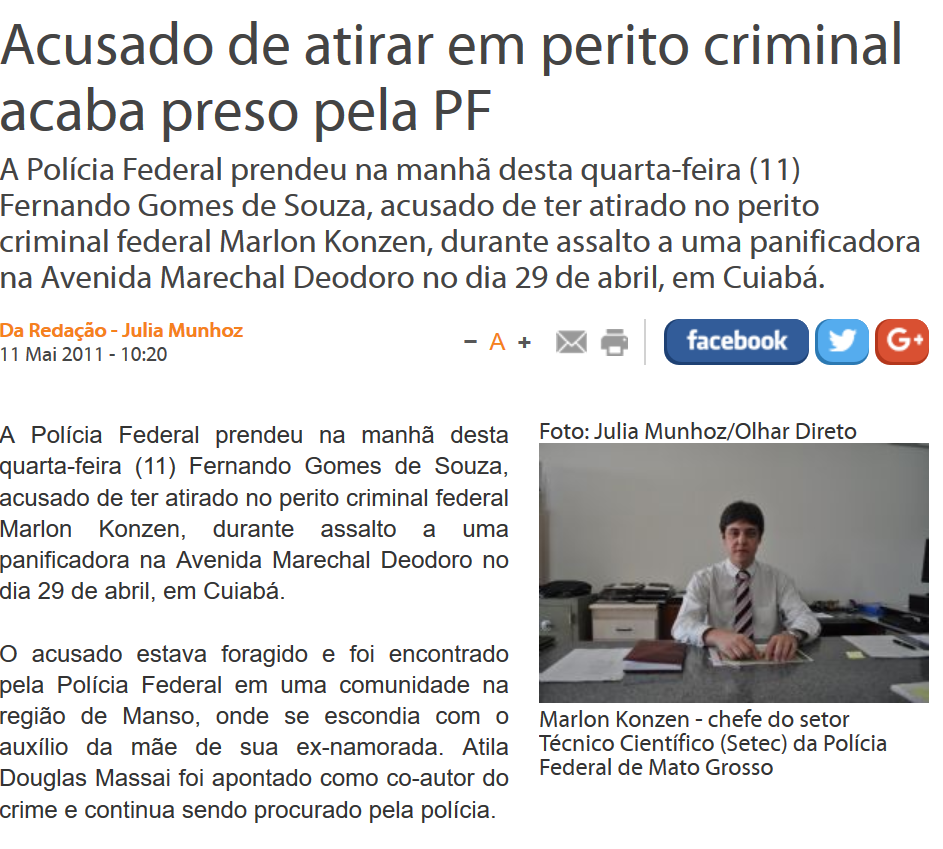 Acusado de atirar em perito criminal
acaba preso pela PF
A Polícia Federal prendeu na manhã desta quarta-feira (11)
Fernando Gomes de Souza, acusado de ter atirado no perito
criminal federal Marlon Konzen, durante assalto a uma panificadora
na Avenida Marechal Deodoro no dia 29 de abril, em Cuiabá.
Da Redação - Julia Munhoz
11 Mai 2011 - 10:20
− A +
facebook
G+
A Polícia Federal prendeu na manhã desta
quarta-feira (11) Fernando Gomes de Souza,
acusado de ter atirado no perito criminal federal
Marlon Konzen, durante assalto a uma
panificadora na Avenida Marechal Deodoro no
dia 29 de abril, em Cuiabá.
O acusado estava foragido e foi encontrado
pela Polícia Federal em uma comunidade na
região de Manso, onde se escondia com o
auxílio da mãe de sua ex-namorada. Atila
Douglas Massai foi apontado como co-autor do
crime e continua sendo procurado pela polícia.
Foto: Julia Munhoz/Olhar Direto
Marlon Konzen - chefe do setor
Técnico Científico (Setec) da Polícia
Federal de Mato Grosso